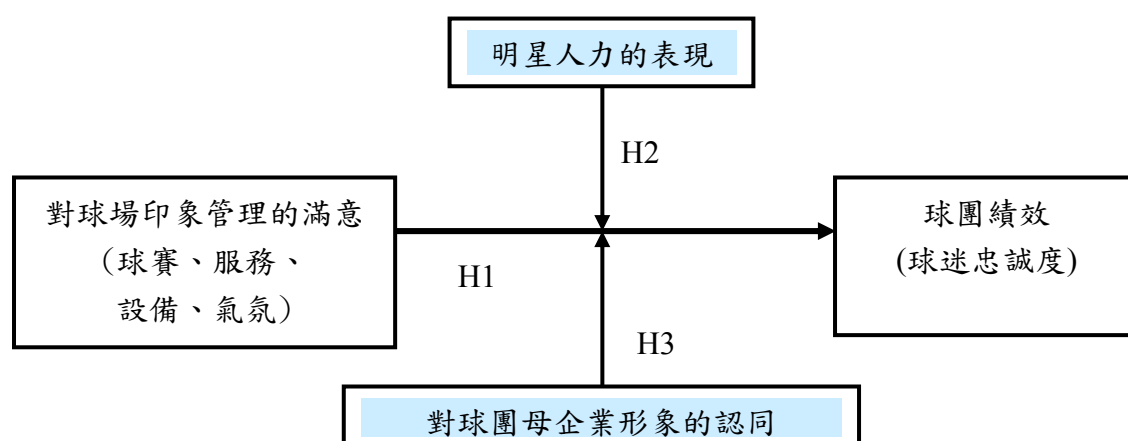 明星人力的表現
H2
對球場印象管理的滿意
（球賽、服務、
設備、氣氛）
球團績效
(球迷忠誠度)
H1
H3
對球團母企業形象的認同